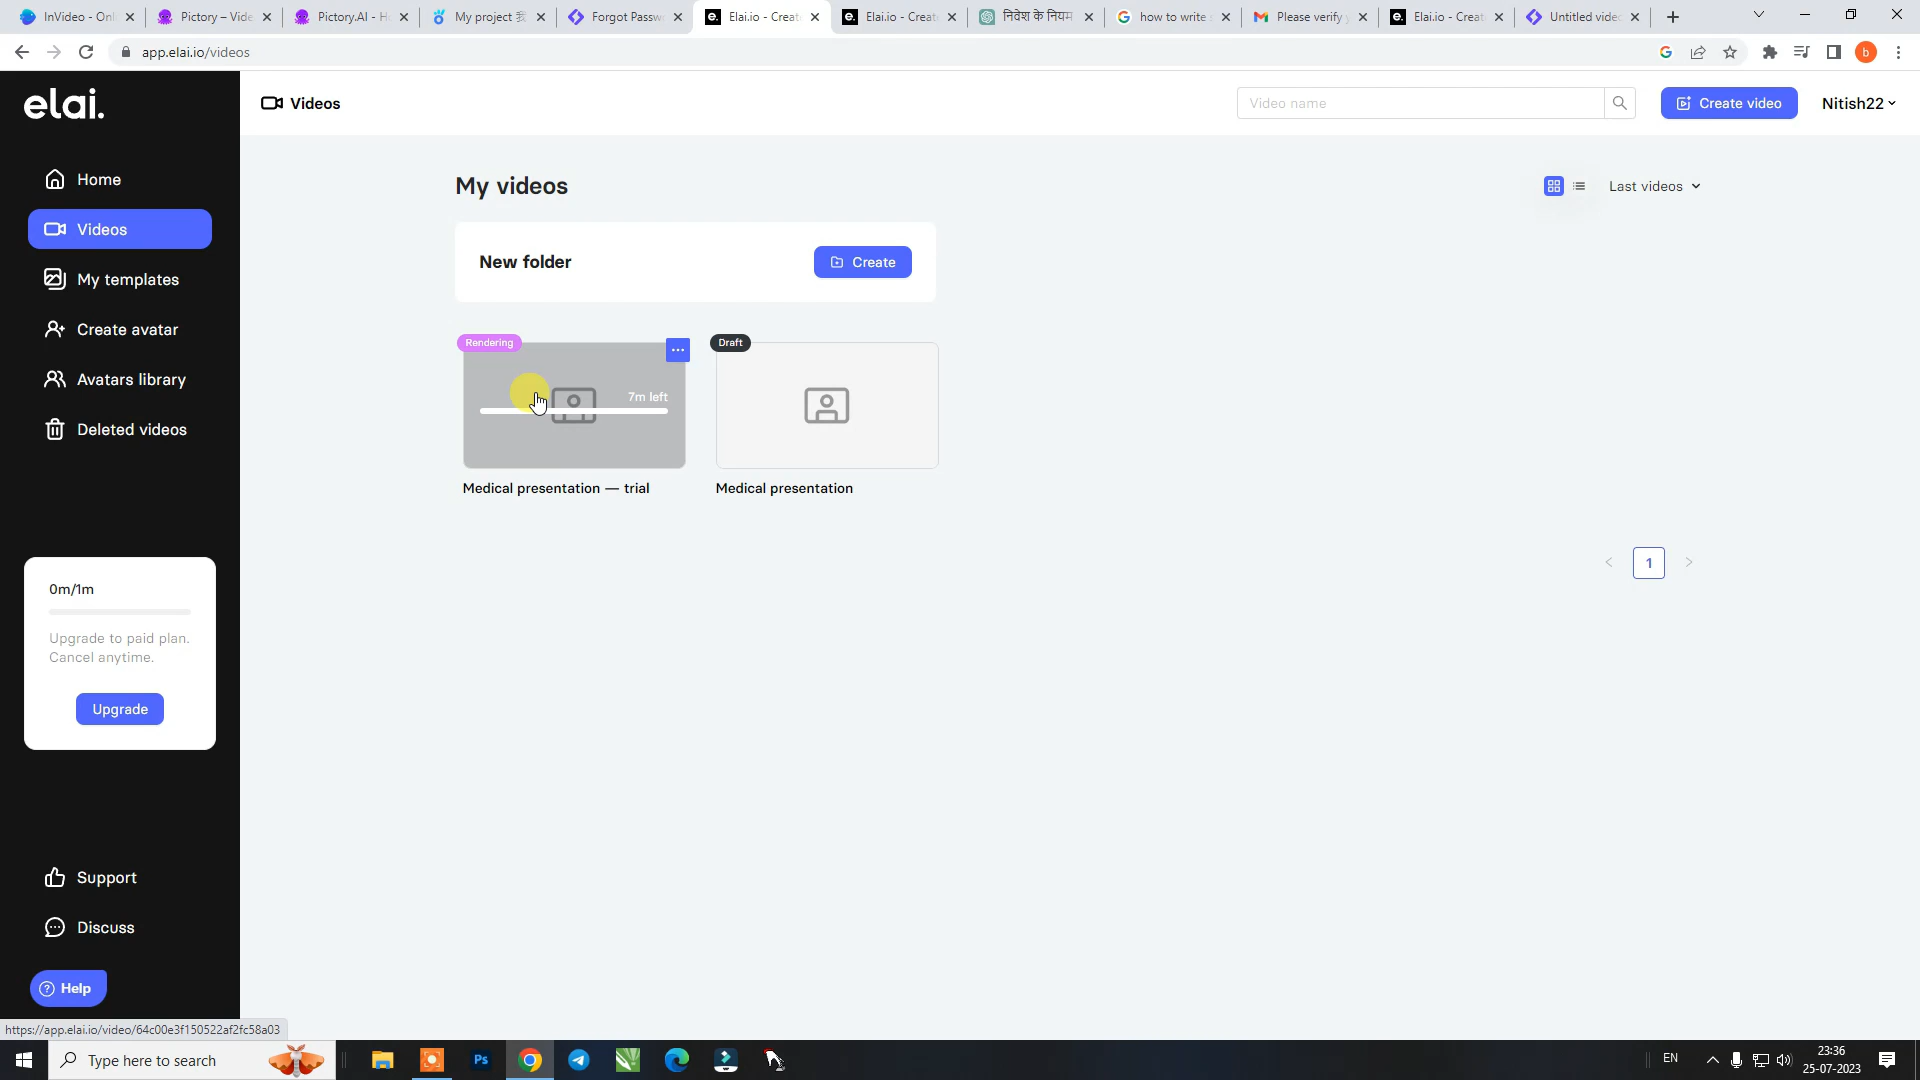 InVideo - Onl
Pictory – Vide
Pictory.AI - H
My project
Forgot Passw
Elai.io - Creat
Elai.io - Creat
निवेश के नियम
how to write
Please verify
Elai.io - Creat
Untitled video
app.elai.io/videos
b
elai.
Videos
Video name
Create video
Nitish22
Home
Videos
My templates
Create avatar
Avatars library
Deleted videos
My videos
Last videos
New folder
Create
Rendering
7m left
Draft
Medical presentation — trial
Medical presentation
1
0m/1m
Upgrade to paid plan.
Cancel anytime.
Upgrade
Support
Discuss
Help
https://app.elai.io/video/64c00e3f150522af2fc58a03
Type here to search
Ps
EN
23:36
25-07-2023